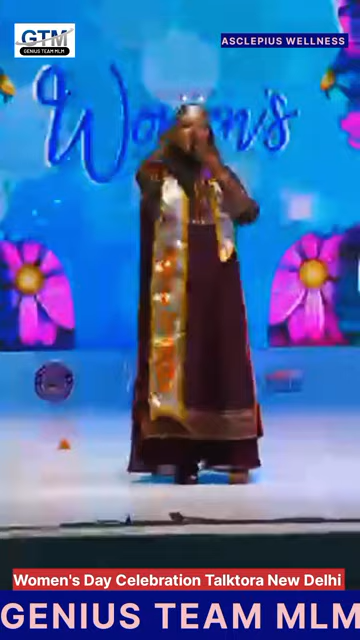 GTM
GENIUS TEAM MLM
ASCLEPIUS WELLNESS
Women's
Women's Day Celebration Talktora New Delhi
GENIUS TEAM MLM